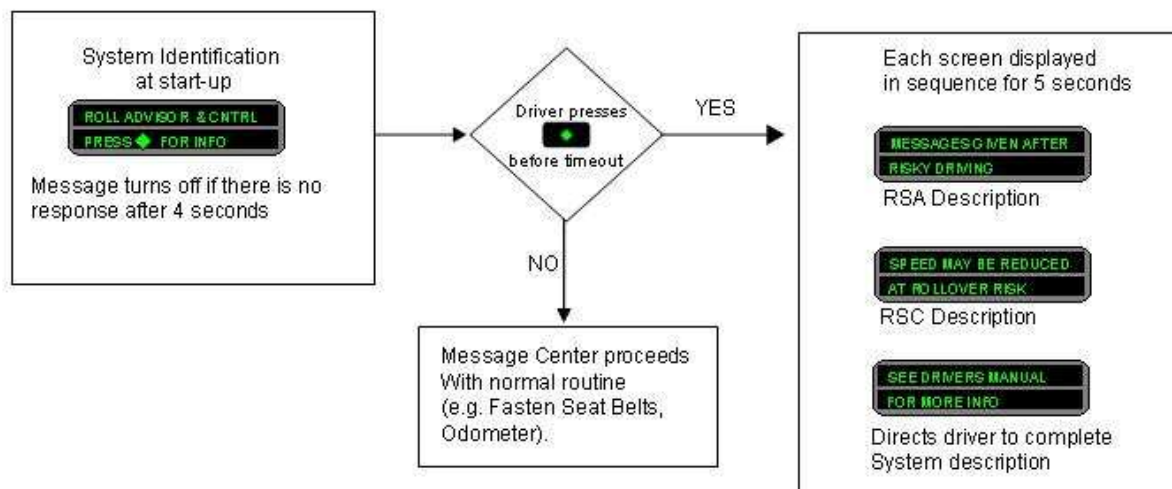 System Identification
at start-up
ROLL ADVISOR & CNTRL
PRESS ◆ FOR INFO
Message turns off if there is no
response after 4 seconds
Driver presses
before timeout
YES
NO
Message Center proceeds
With normal routine
(e.g. Fasten Seat Belts,
Odometer).
Each screen displayed
in sequence for 5 seconds
MESSAGES GIVEN AFTER
RISKY DRIVING
RSA Description
SPEED MAY BE REDUCED
AT ROLLOVER RISK
RSC Description
SEE DRIVERS MANUAL
FOR MORE INFO
Directs driver to complete
System description